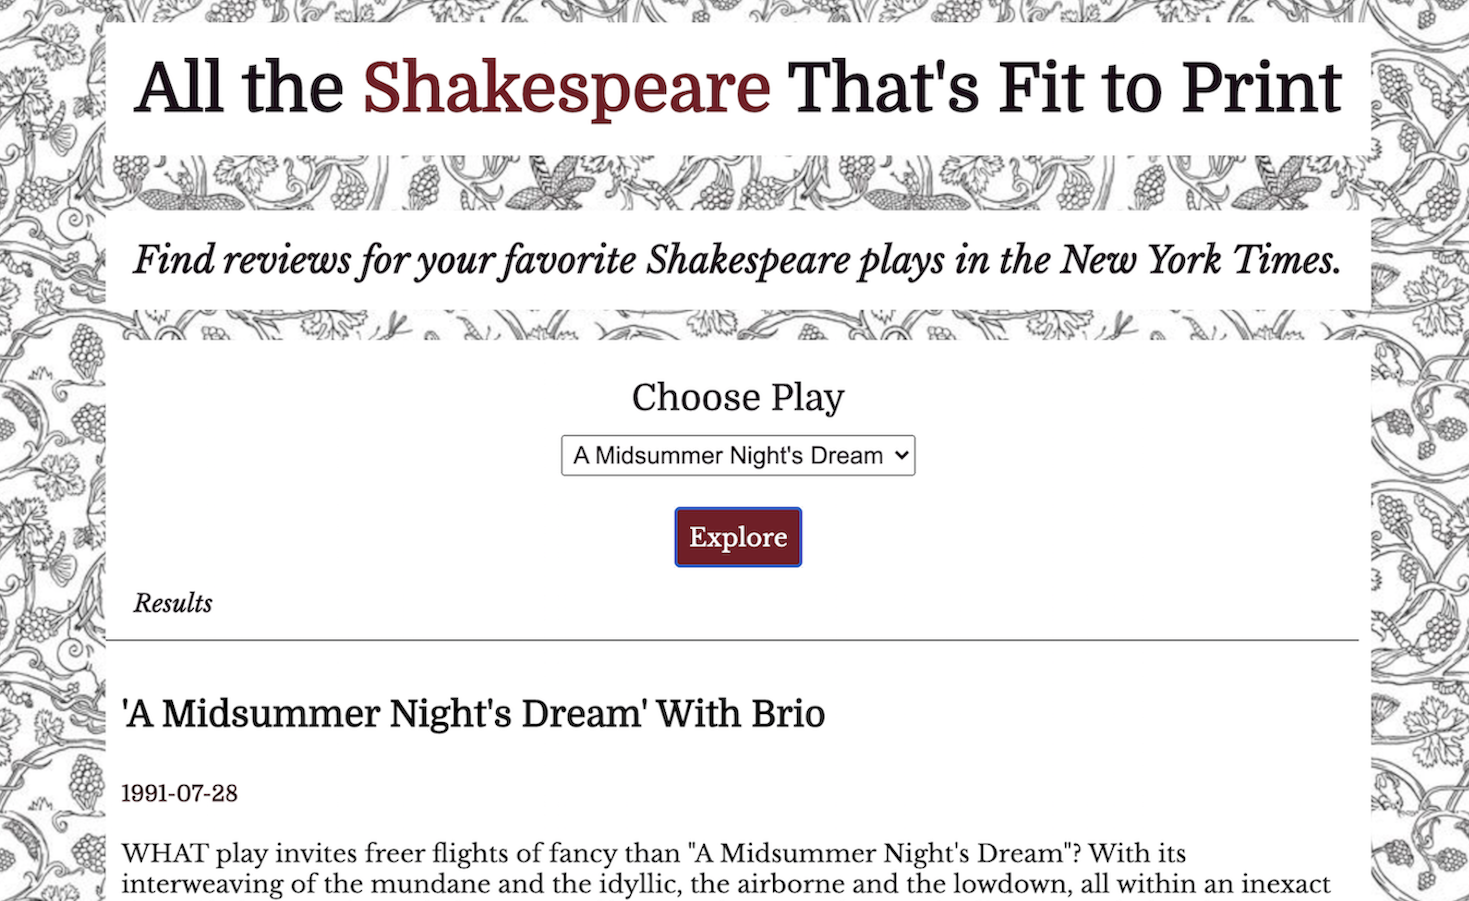 All the Shakespeare That's Fit to Print
Find reviews for your favorite Shakespeare plays in the New York Times.
Choose Play
A Midsummer Night's Dream
Explore
Results
'A Midsummer Night's Dream' With Brio
1991-07-28
WHAT play invites freer flights of fancy than "A Midsummer Night's Dream"? With its
interweaving of the mundane and the idyllic, the airborne and the lowdown, all within an inexact